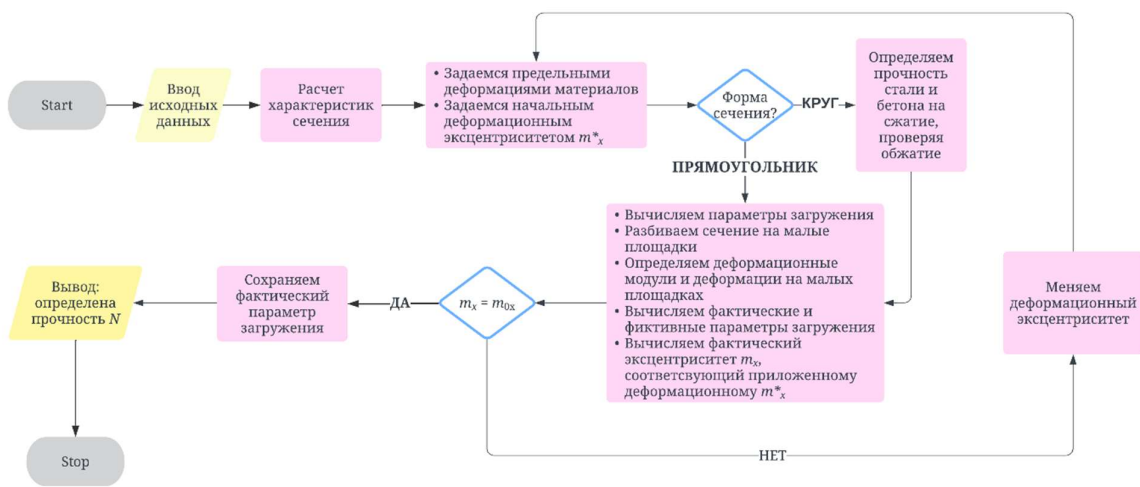 Start
Ввод
исходных
данных
Расчет
характеристик
сечения
• Задаемся предельными
деформациями материалов
• Задаемся начальным
деформационным
эксцентриситетом m*x
Форма
сечения?
КРУГ
Определяем
прочность
стали и
бетона на
сжатие,
проверяя
обжатие
ПРЯМОУГОЛЬНИК
• Вычисляем параметры загружения
• Разбиваем сечение на малые
площадки
• Определяем деформационные
модули и деформации на малых
площадках
• Вычисляем фактические и
фиктивные параметры загружения
• Вычисляем фактический
эксцентриситет mx,
соответсвующий приложенному
деформационному m*x
mx = m0x
ДА
Сохраняем
фактический
параметр
загружения
Вывод:
определена
прочность N
Stop
НЕТ
Меняем
деформационный
эксцентриситет